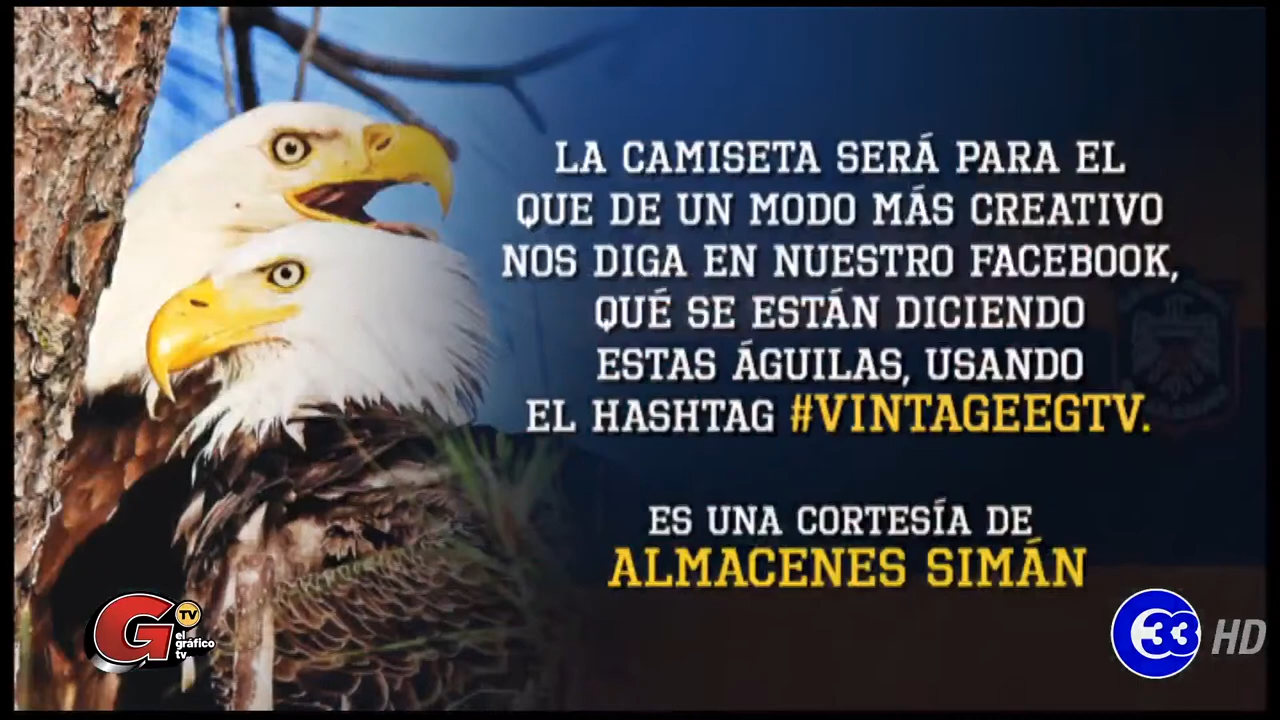 LA CAMISETA SERÁ PARA EL
QUE DE UN MODO MÁS CREATIVO
NOS DIGA EN NUESTRO FACEBOOK,
QUÉ SE ESTÁN DICIENDO
ESTAS ÁGUILAS, USANDO
EL HASHTAG #VINTAGEEGTV.
ES UNA CORTESÍA DE
ALMACENES SIMÁN
G TV
el
gráfico
tv
33 HD